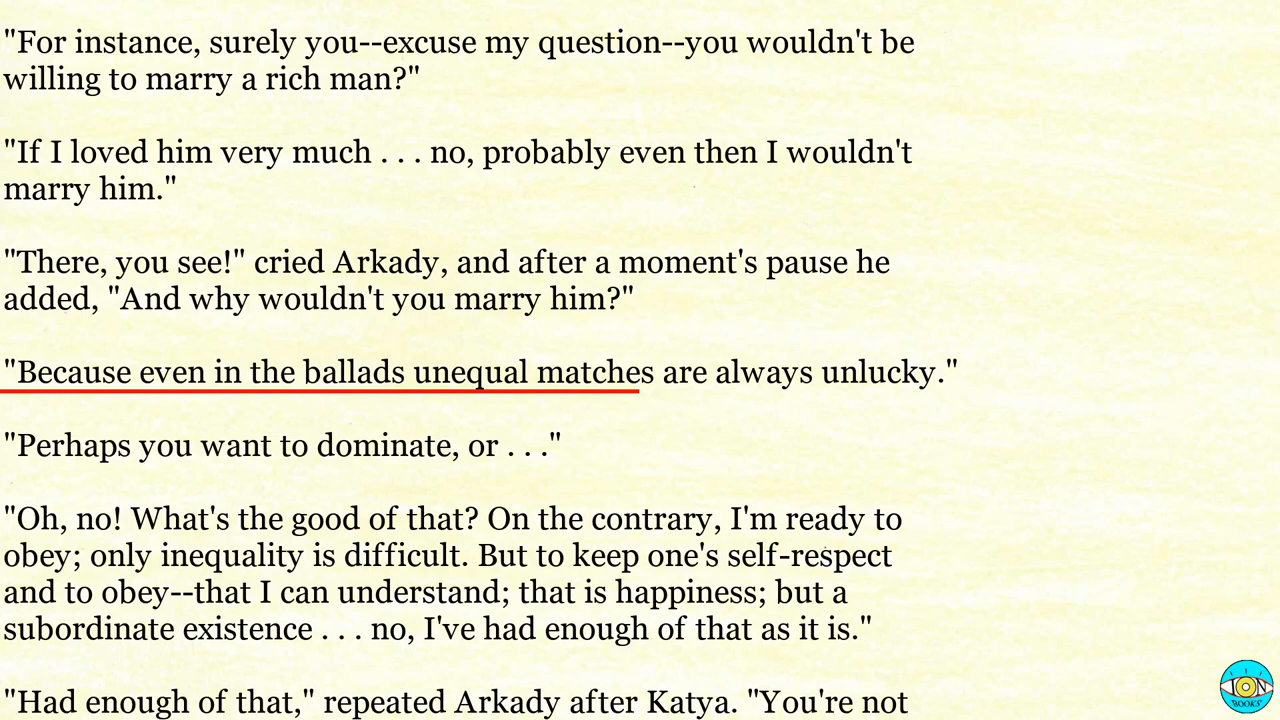 "For instance, surely you--excuse my question--you wouldn't be
willing to marry a rich man?"
"If I loved him very much . . . no, probably even then I wouldn't
marry him."
"There, you see!" cried Arkady, and after a moment's pause he
added, "And why wouldn't you marry him?"
"Because even in the ballads unequal matches are always unlucky."
"Perhaps you want to dominate, or . . ."
"Oh, no! What's the good of that? On the contrary, I'm ready to
obey; only inequality is difficult. But to keep one's self-respect
and to obey--that I can understand; that is happiness; but a
subordinate existence . . . no, I've had enough of that as it is."
"Had enough of that," repeated Arkady after Katya. "You're not
ION
BOOKS